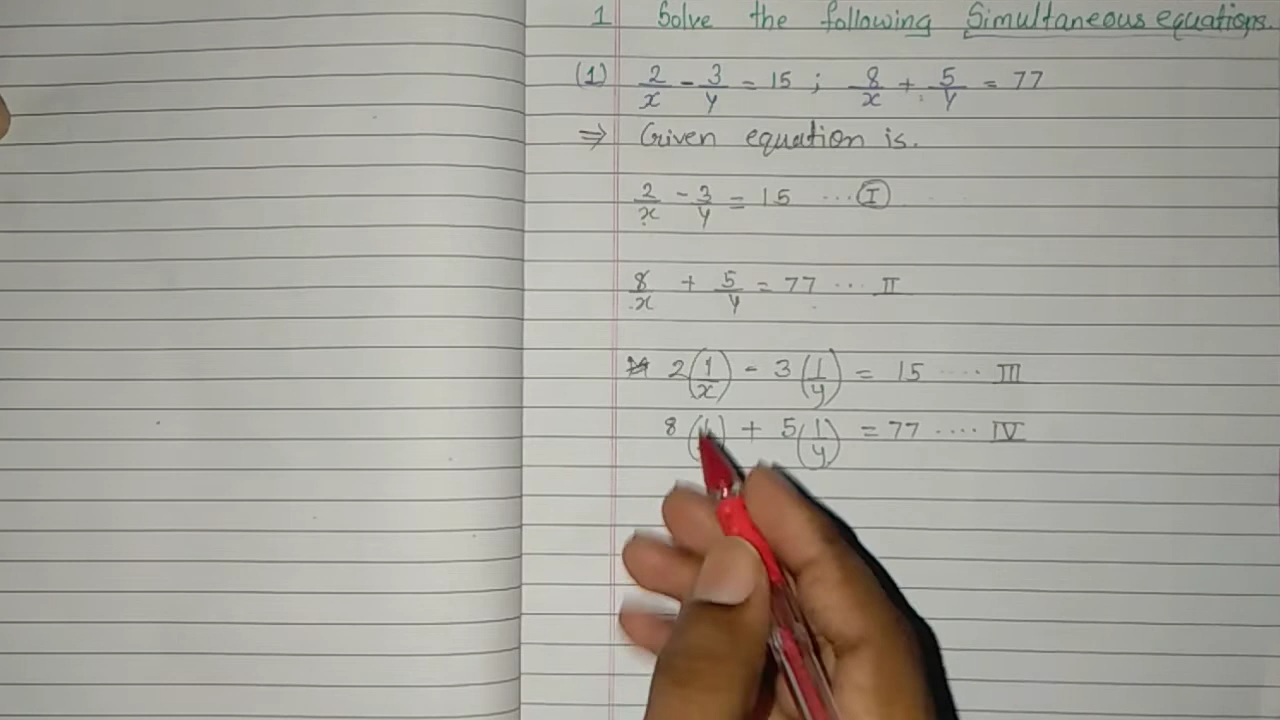 1 Solve the following Simultaneous equations.
(1) 2/x - 3/y = 15 ; 8/x + 5/y = 77
⇒ Given equation is.
2/x - 3/y = 15 ... Ⓘ
8/x + 5/y = 77 ... II
2(1/x) - 3(1/y) = 15 .... III
8( ) + 5(1/y) = 77 .... IV